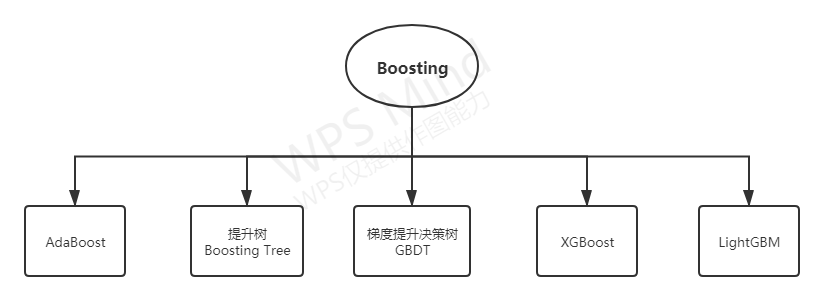 Boosting
WPS Mind
WPS仅提供作图能力
AdaBoost
提升树
Boosting Tree
梯度提升决策树
GBDT
XGBoost
LightGBM